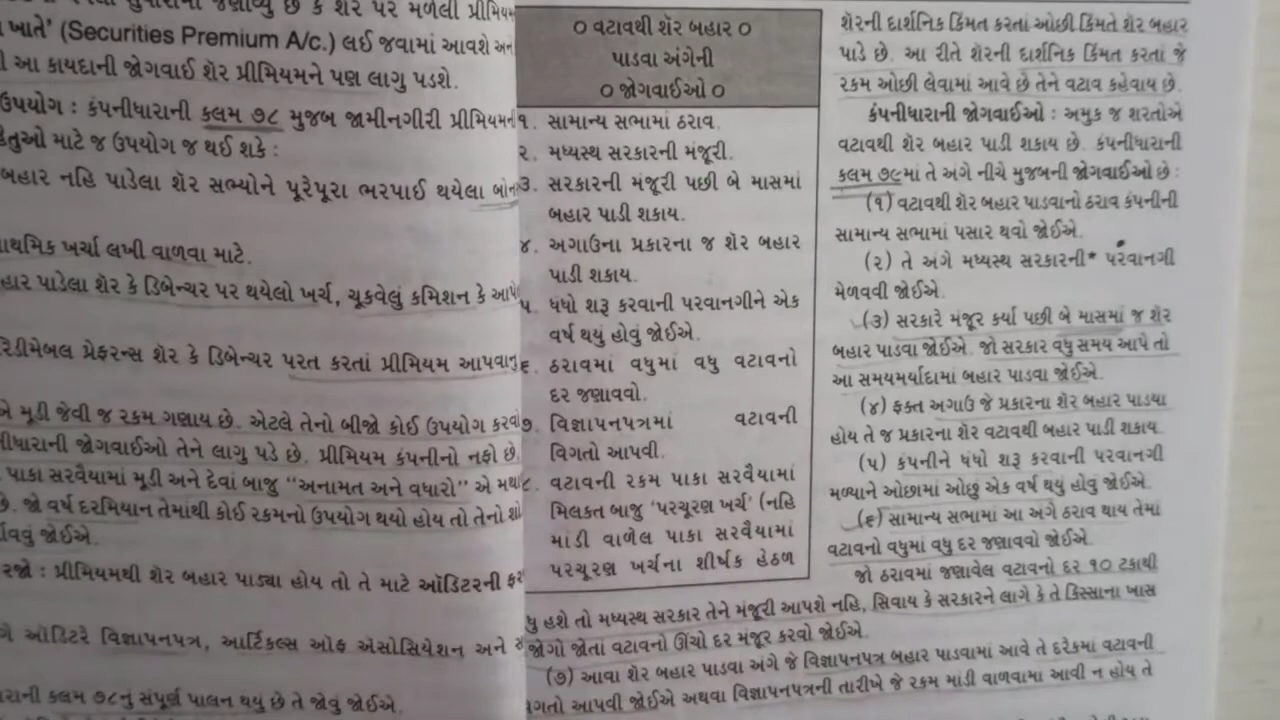 જણાવ્યું છે કે શૅર પર મળેલી પ્રીમિયમ
ખાતે' (Securities Premium A/c.) લઈ જવામાં આવશે અને
આ કાયદાની જોગવાઈ શૅર પ્રીમિયમને પણ લાગુ પડશે.
ઉપયોગ : કંપનીધારાની કલમ ૭૮ મુજબ જામીનગીરી પ્રીમિયમની
હેતુઓ માટે જ ઉપયોગ જ થઈ શકે :
બહાર નહિ પાડેલા શૅર સભ્યોને પૂરેપૂરા ભરપાઈ થયેલા
ખર્ચા લખી વાળવા માટે.
પાડેલા શૅર કે ડિબેન્ચર પર થયેલો ખર્ચ, ચૂકવેલું કમિશન કે
પ્રેફરન્સ શૅર કે ડિબેન્ચર પરત કરતાં પ્રીમિયમ આપવાનું
એ મૂડી જેવી જ રકમ ગણાય છે. એટલે તેનો બીજો કોઈ ઉપયોગ
જોગવાઈઓ તેને લાગુ પડે છે. પ્રીમિયમ કંપનીનો નફો છે.
પાકા સરવૈયામાં મૂડી અને દેવાં બાજુ “અનામત અને વધારો” એ
છે. જો વર્ષ દરમિયાન તેમાંથી કોઈ રકમનો ઉપયોગ થયો હોય તો તેનો
જોઈએ.
પ્રીમિયમથી શૅર બહાર પાડ્યા હોય તો તે માટે ઑડિટરની
ઑડિટરે વિજ્ઞાપનપત્ર, આર્ટિકલ્સ ઑફ ઍસોસિયેશન અને
કલમ ૭૮નું સંપૂર્ણ પાલન થયું છે તે જોવું જોઈએ.
૦ વટાવથી શૅર બહાર ૦
પાડવા અંગેની
૦ જોગવાઈઓ ૦
૧. સામાન્ય સભામાં ઠરાવ.
૨. મધ્યસ્થ સરકારની મંજૂરી.
૩. સરકારની મંજૂરી પછી બે માસમાં
બહાર પાડી શકાય.
૪. અગાઉના પ્રકારના જ શૅર બહાર
પાડી શકાય.
૫. ધંધો શરૂ કરવાની પરવાનગીને એક
વર્ષ થયું હોવું જોઈએ.
૬. ઠરાવમાં વધુમાં વધુ વટાવનો
દર જણાવવો.
૭. વિજ્ઞાપનપત્રમાં વટાવની
વિગતો આપવી.
૮. વટાવની રકમ પાકા સરવૈયામાં
મિલકત બાજુ ‘પરચૂરણ ખર્ચ’ (નહિ
માંડી વાળેલ પાકા સરવૈયામાં
પરચૂરણ ખર્ચના શીર્ષક હેઠળ
શૅરની દાર્શનિક કિંમત કરતાં ઓછી કિંમતે શૅર બહાર
પાડે છે. આ રીતે શૅરની દાર્શનિક કિંમત કરતાં જે
રકમ ઓછી લેવામાં આવે છે તેને વટાવ કહેવાય છે.
કંપનીધારાની જોગવાઈઓ : અમુક જ શરતોએ
વટાવથી શૅર બહાર પાડી શકાય છે. કંપનીધારાની
કલમ ૭૯માં તે અંગે નીચે મુજબની જોગવાઈઓ છે :
(૧) વટાવથી શૅર બહાર પાડવાનો ઠરાવ કંપનીની
સામાન્ય સભામાં પસાર થવો જોઈએ.
(૨) તે અંગે મધ્યસ્થ સરકારની* પરવાનગી
મેળવવી જોઈએ.
(૩) સરકારે મંજૂર કર્યા પછી બે માસમાં જ શૅર
બહાર પાડવા જોઈએ. જો સરકાર વધુ સમય આપે તો
આ સમયમર્યાદામાં બહાર પાડવા જોઈએ.
(૪) ફક્ત અગાઉ જે પ્રકારના શૅર બહાર પાડયા
હોય તે જ પ્રકારના શૅર વટાવથી બહાર પાડી શકાય.
(૫) કંપનીને ધંધો શરૂ કરવાની પરવાનગી
મળ્યાને ઓછામાં ઓછું એક વર્ષ થયું હોવું જોઈએ.
(૬) સામાન્ય સભામાં આ અંગે ઠરાવ થાય તેમાં
વટાવનો વધુમાં વધુ દર જણાવવો જોઈએ.
જો ઠરાવમાં જણાવેલ વટાવનો દર ૧૦ ટકાથી
હશે તો મધ્યસ્થ સરકાર તેને મંજૂરી આપશે નહિ, સિવાય કે સરકારને લાગે કે તે કિસ્સાના ખાસ
જોતાં વટાવનો ઊંચો દર મંજૂર કરવો જોઈએ.
(૭) આવા શૅર બહાર પાડવા અંગે જે વિજ્ઞાપનપત્ર બહાર પાડવામાં આવે તે દરેકમાં વટાવની
આપવી જોઈએ અથવા વિજ્ઞાપનપત્રની તારીખે જે રકમ માંડી વાળવામાં આવી ન હોય તે